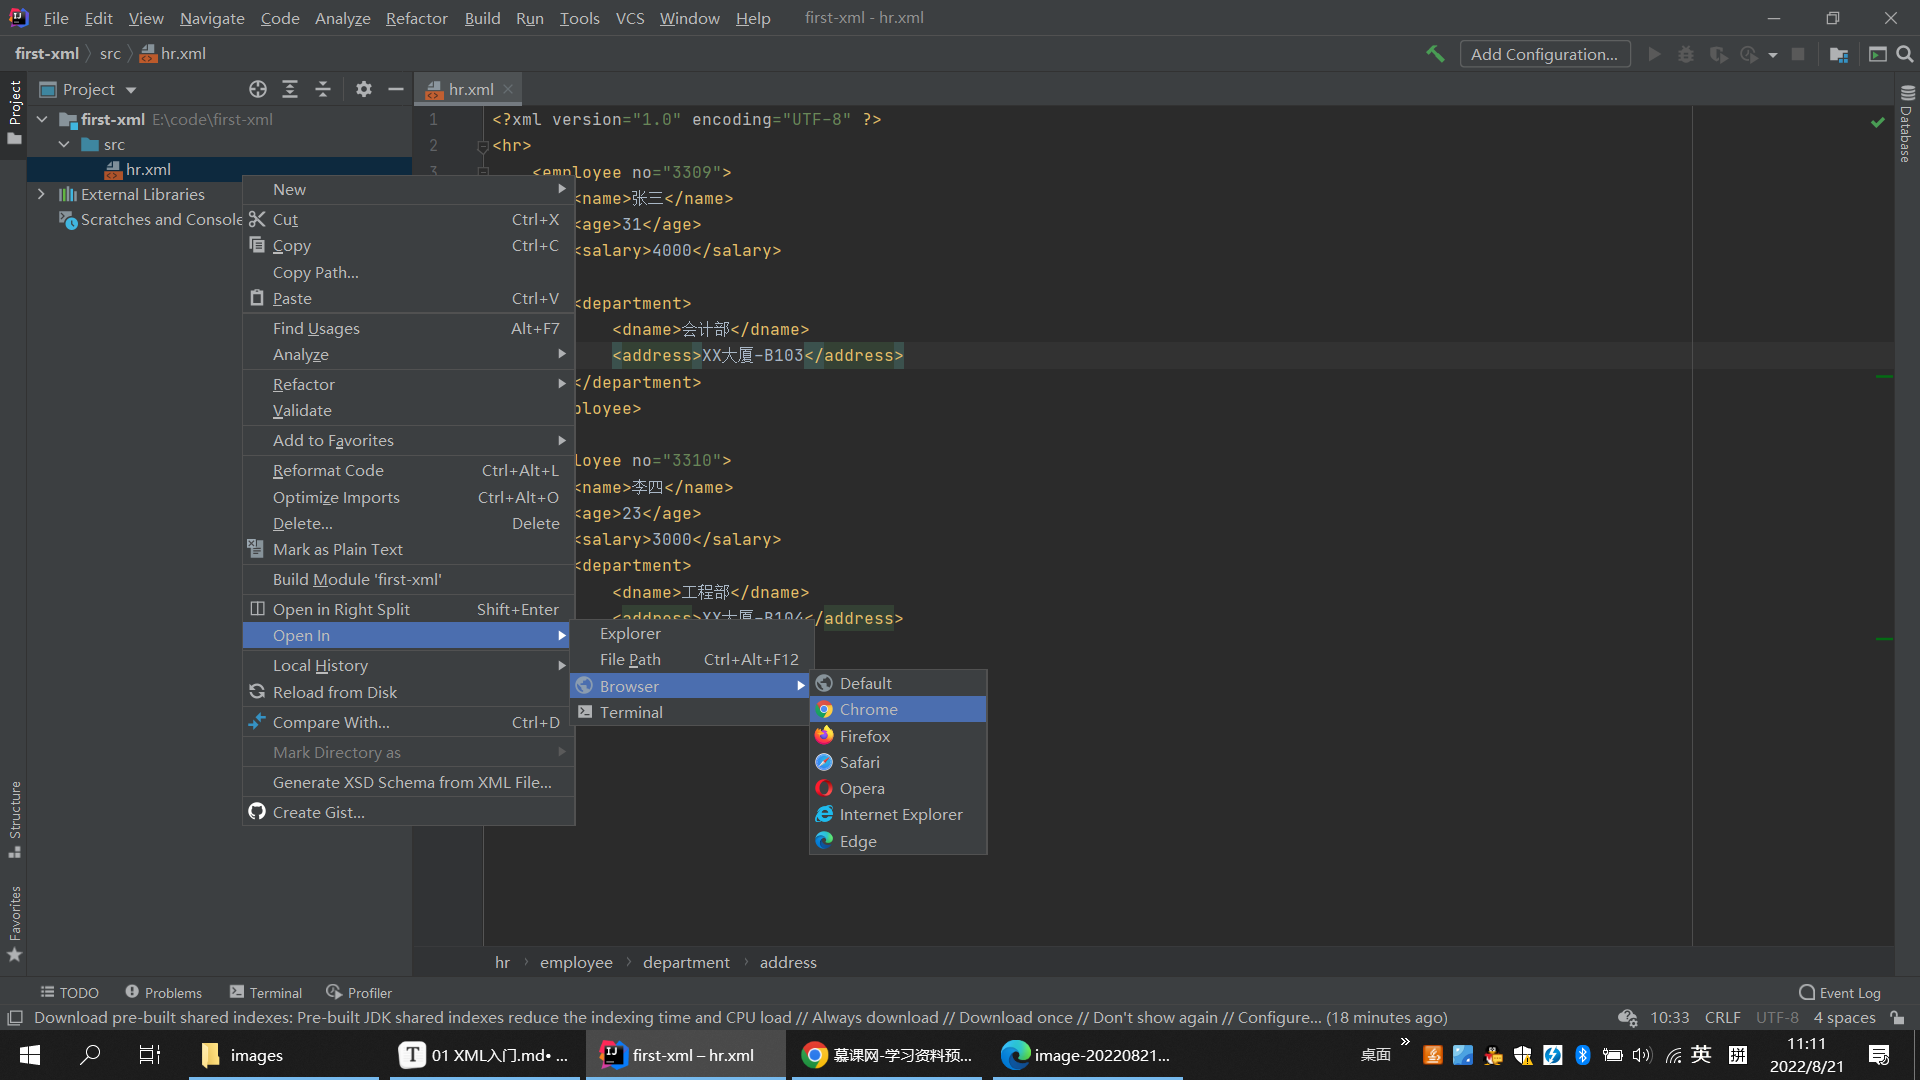 File Edit View Navigate Code Analyze Refactor Build Run Tools VCS Window Help first-xml - hr.xml
first-xml src hr.xml Add Configuration...
Project hr.xml
Project
first-xml E:\code\first-xml
src
hr.xml
External Libraries
Scratches and Console
New
Cut Ctrl+X
Copy Ctrl+C
Copy Path...
Paste Ctrl+V
Find Usages Alt+F7
Analyze
Refactor
Validate
Add to Favorites
Reformat Code Ctrl+Alt+L
Optimize Imports Ctrl+Alt+O
Delete... Delete
Mark as Plain Text
Build Module 'first-xml'
Open in Right Split Shift+Enter
Open In
Local History
Reload from Disk
Compare With... Ctrl+D
Mark Directory as
Generate XSD Schema from XML File...
Create Gist...
Explorer
File Path Ctrl+Alt+F12
Browser
Terminal
Default
Chrome
Firefox
Safari
Opera
Internet Explorer
Edge
1 <?xml version="1.0" encoding="UTF-8" ?>
2 <hr>
3 <employee no="3309">
<name>张三</name>
<age>31</age>
<salary>4000</salary>
<department>
<dname>会计部</dname>
<address>XX大厦-B103</address>
</department>
ployee>
loyee no="3310">
<name>李四</name>
<age>23</age>
<salary>3000</salary>
<department>
<dname>工程部</dname>
<address>XX大厦-B104</address>
Database
Structure
Favorites
hr employee department address
TODO Problems Terminal Profiler Event Log
Download pre-built shared indexes: Pre-built JDK shared indexes reduce the indexing time and CPU load // Always download // Download once // Don't show again // Configure... (18 minutes ago) 10:33 CRLF UTF-8 4 spaces
images 01 XML入门.md• ... first-xml – hr.xml 慕课网-学习资料预... image-20220821... 桌面 » 英 拼 11:11
2022/8/21